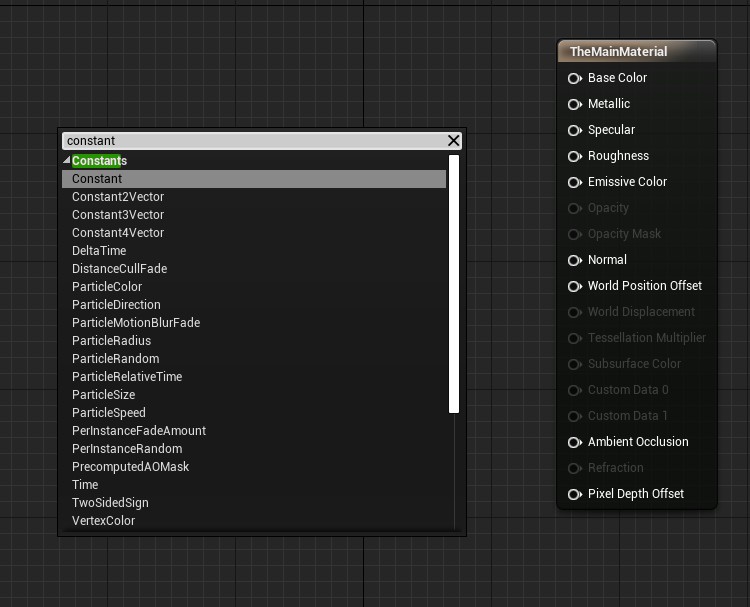 TheMainMaterial
Base Color
Metallic
Specular
Roughness
Emissive Color
Opacity
Opacity Mask
Normal
World Position Offset
World Displacement
Tessellation Multiplier
Subsurface Color
Custom Data 0
Custom Data 1
Ambient Occlusion
Refraction
Pixel Depth Offset
constant
Constants
Constant
Constant2Vector
Constant3Vector
Constant4Vector
DeltaTime
DistanceCullFade
ParticleColor
ParticleDirection
ParticleMotionBlurFade
ParticleRadius
ParticleRandom
ParticleRelativeTime
ParticleSize
ParticleSpeed
PerInstanceFadeAmount
PerInstanceRandom
PrecomputedAOMask
Time
TwoSidedSign
VertexColor